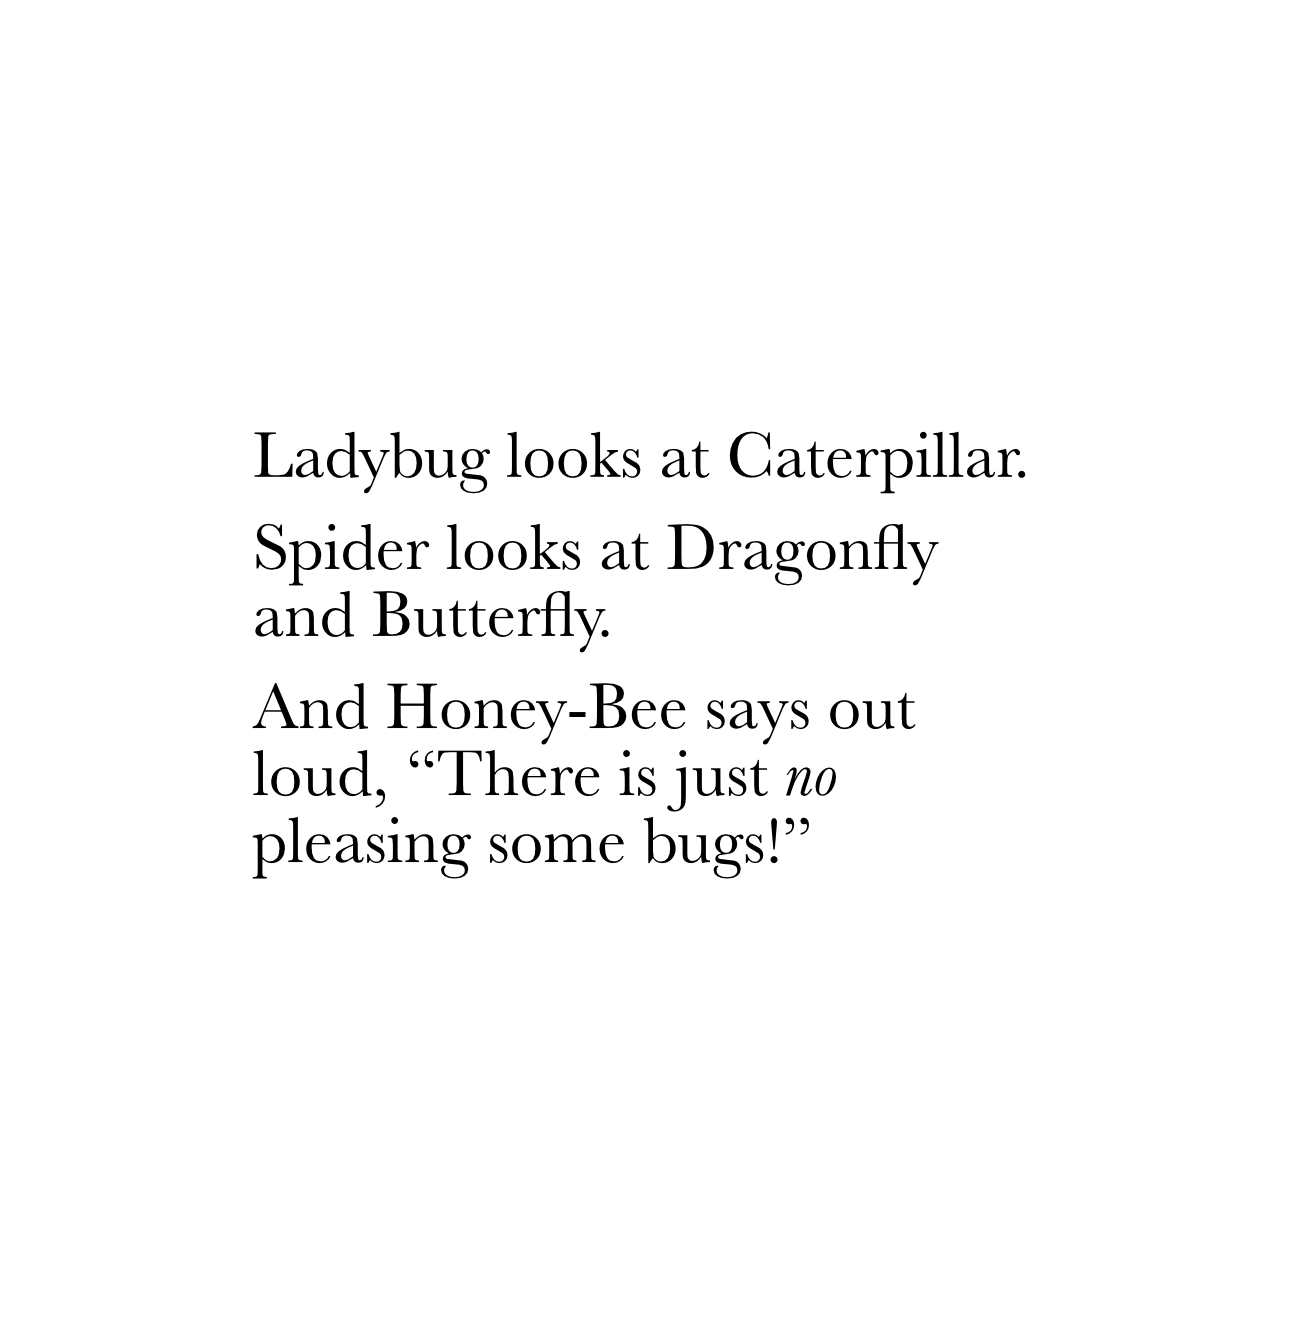 Ladybug looks at Caterpillar.
Spider looks at Dragonfly
and Butterfly.
And Honey-Bee says out
loud, “There is just no
pleasing some bugs!”